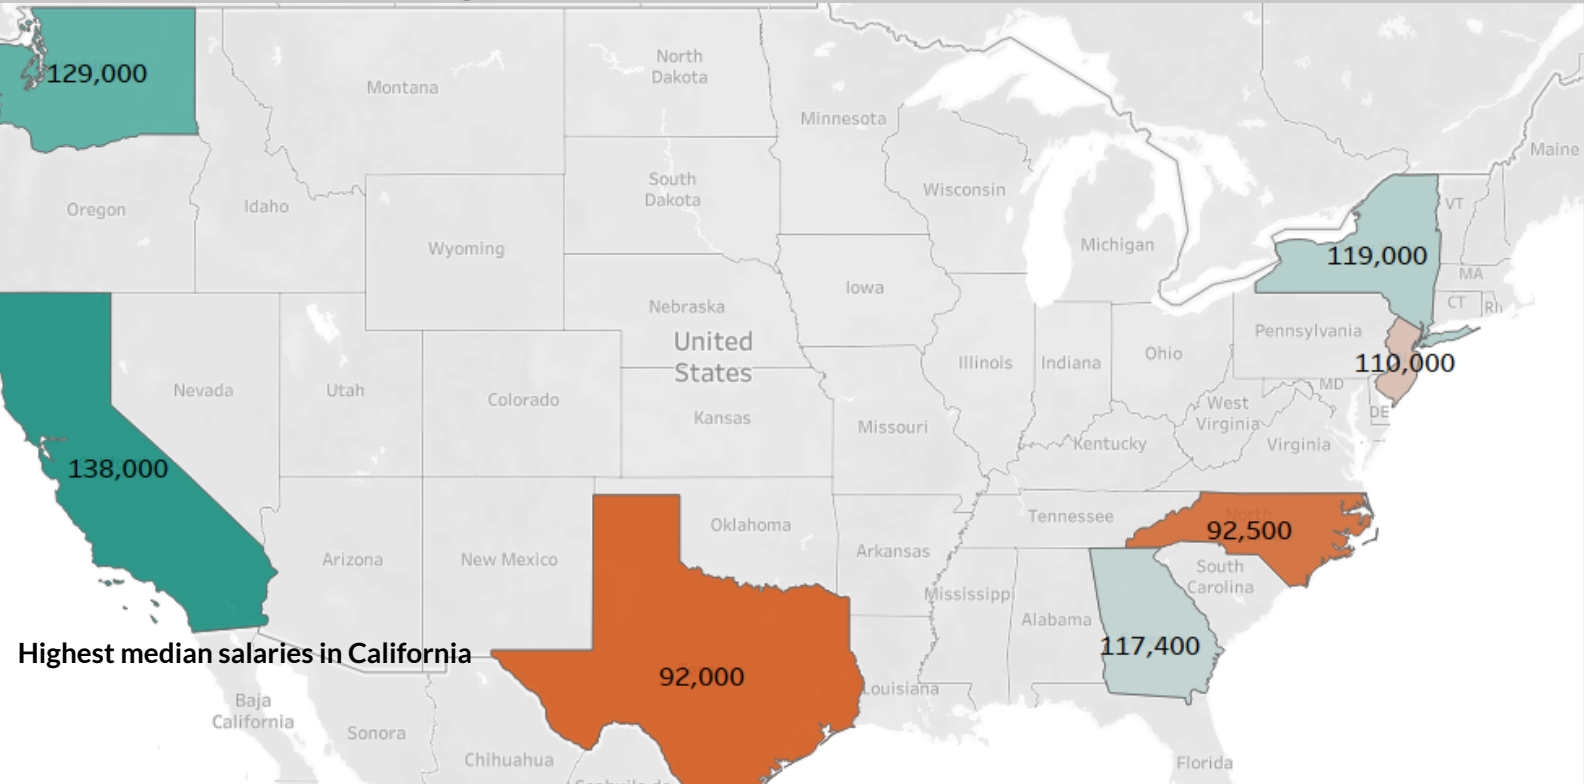 129,000
Montana
North
Dakota
Minnesota
Maine
Oregon
Idaho
South
Dakota
Wisconsin
VT
Wyoming
Michigan
119,000
MA
Iowa
Nebraska
CT
RI
United
States
Pennsylvania
Illinois
Indiana
Ohio
110,000
Nevada
Utah
Colorado
MD
DE
West
Virginia
Kansas
Missouri
Kentucky
Virginia
138,000
Oklahoma
Tennessee
North
92,500
Arizona
New Mexico
Arkansas
South
Carolina
Mississippi
Alabama
117,400
Highest median salaries in California
92,000
Louisiana
Baja
California
Sonora
Chihuahua
Florida